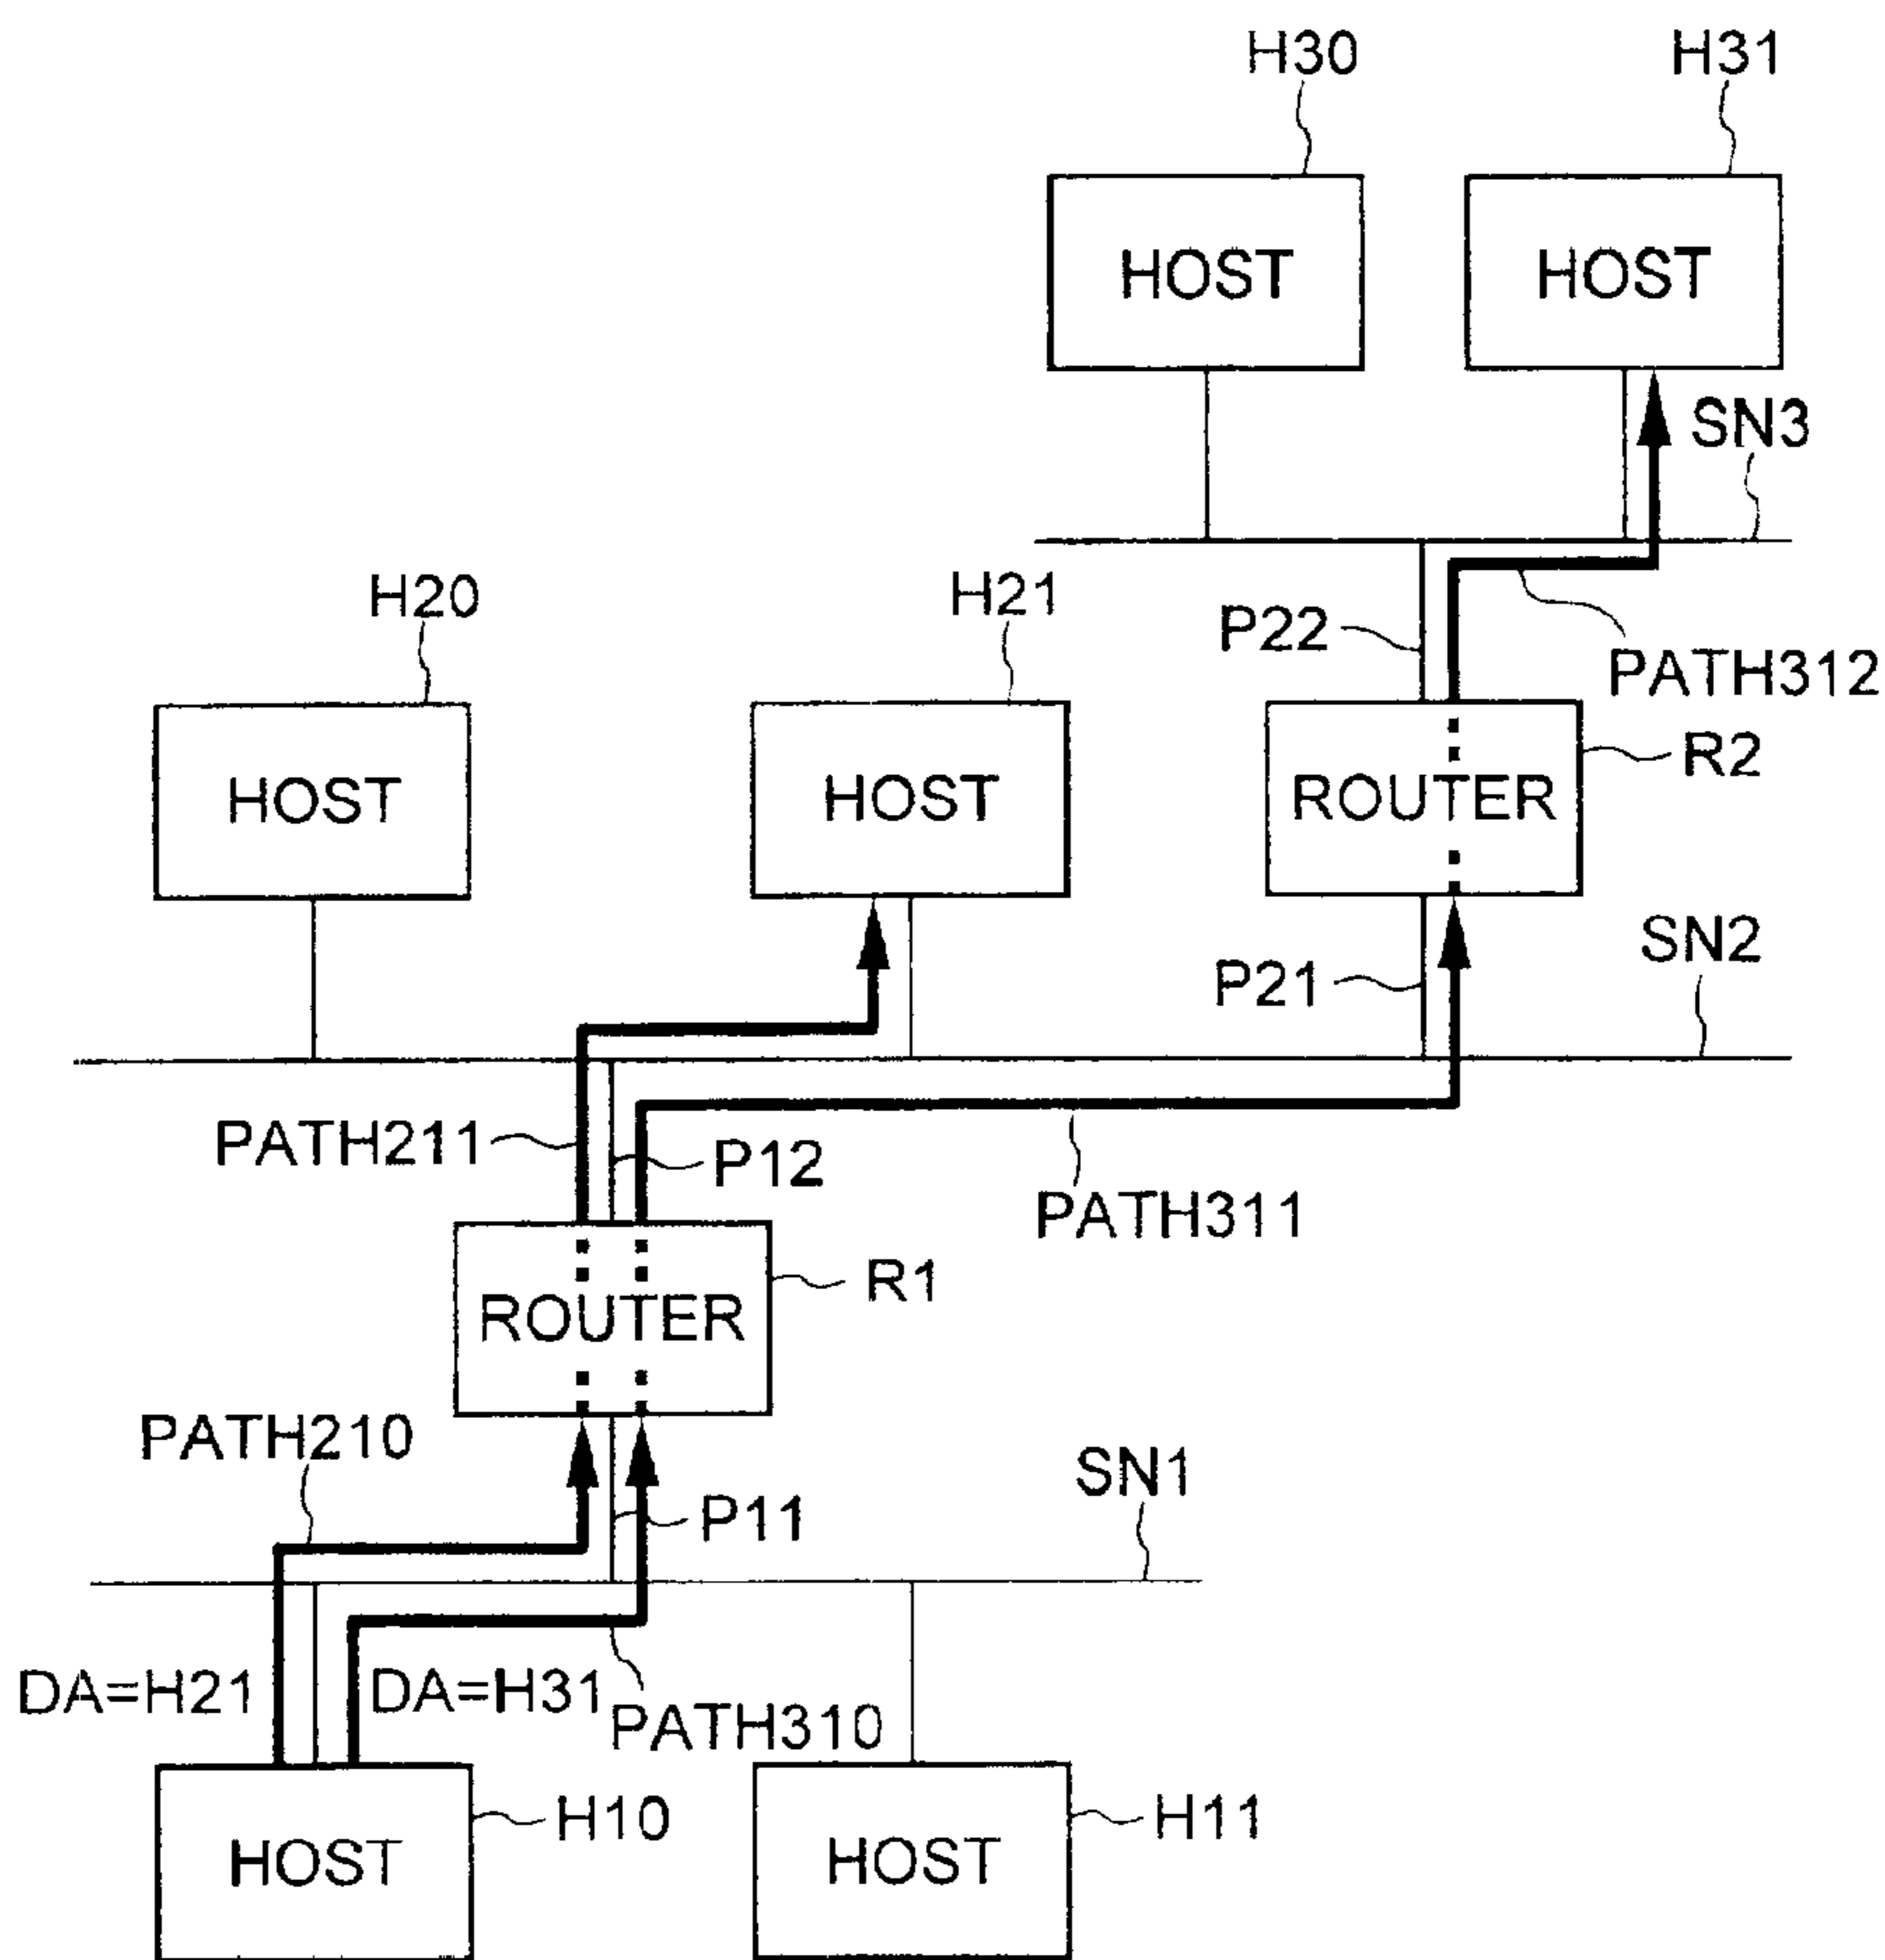 H30 H31
HOST HOST
SN3
H20 H21
P22
PATH312
R2
HOST HOST ROUTER
SN2
P21
PATH211 P12
PATH311
R1
ROUTER
PATH210
SN1
P11
DA=H21 DA=H31
PATH310
H10 H11
HOST HOST